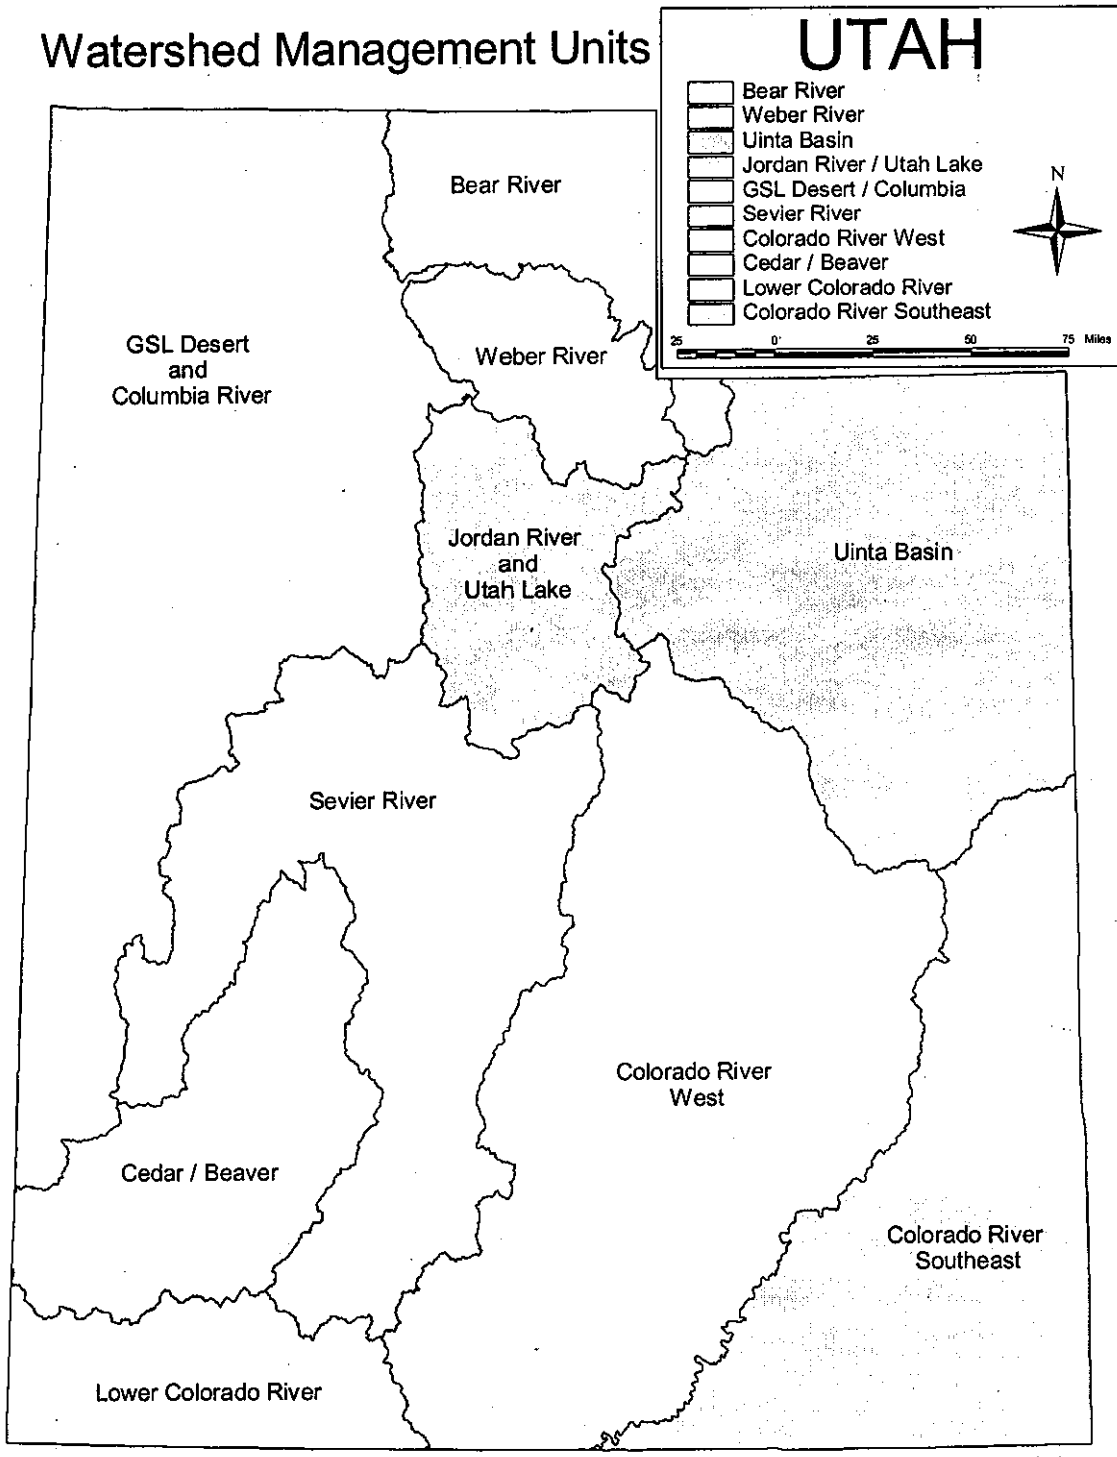 Watershed Management Units
UTAH
Bear River
Weber River
Uinta Basin
Jordan River / Utah Lake
GSL Desert / Columbia
Sevier River
Colorado River West
Cedar / Beaver
Lower Colorado River
Colorado River Southeast
N
25 0 25 50 75 Miles
Bear River
GSL Desert
and
Columbia River
Weber River
Jordan River
and
Utah Lake
Uinta Basin
Sevier River
Colorado River
West
Cedar / Beaver
Colorado River
Southeast
Lower Colorado River